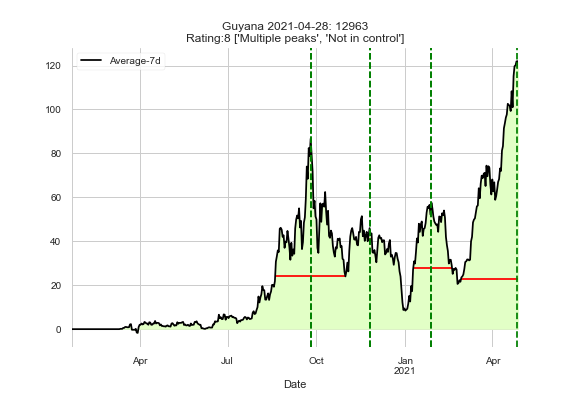 Guyana 2021-04-28: 12963
Rating:8 ['Multiple peaks', 'Not in control']
Average-7d
120
100
80
60
40
20
0
Apr
Jul
Oct
Jan
2021
Apr
Date